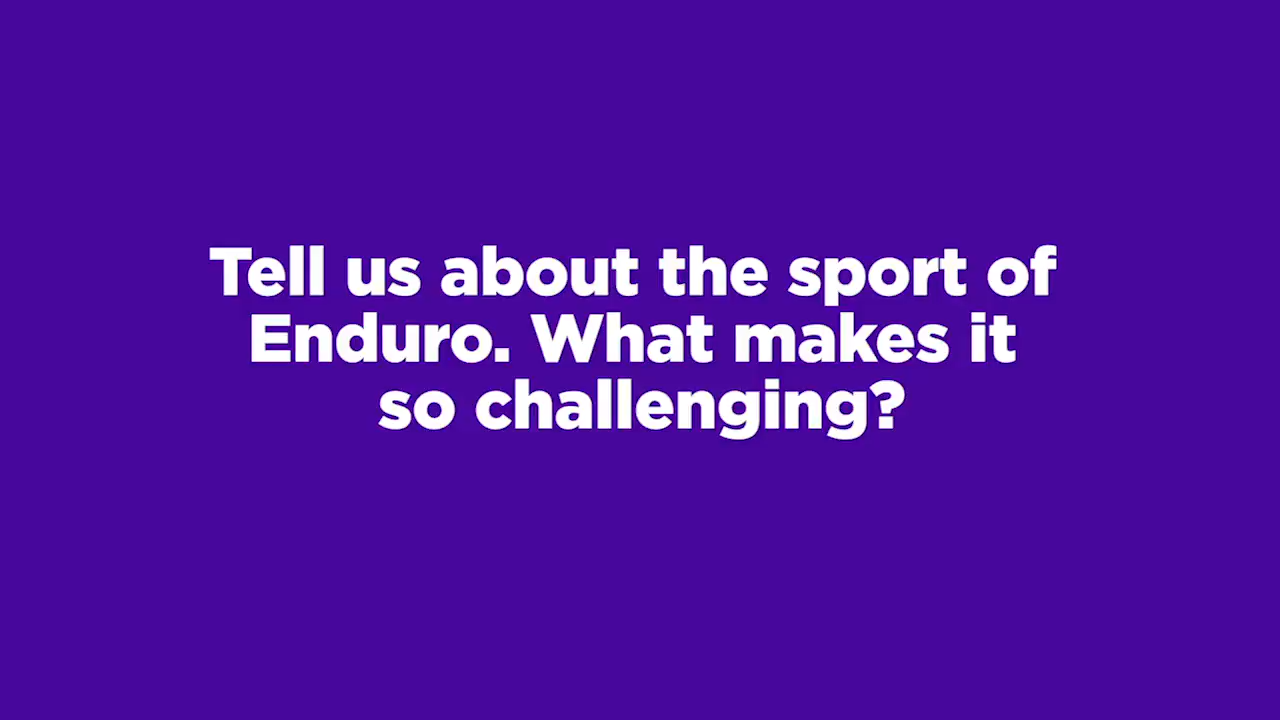 Tell us about the sport of
Enduro. What makes it
so challenging?